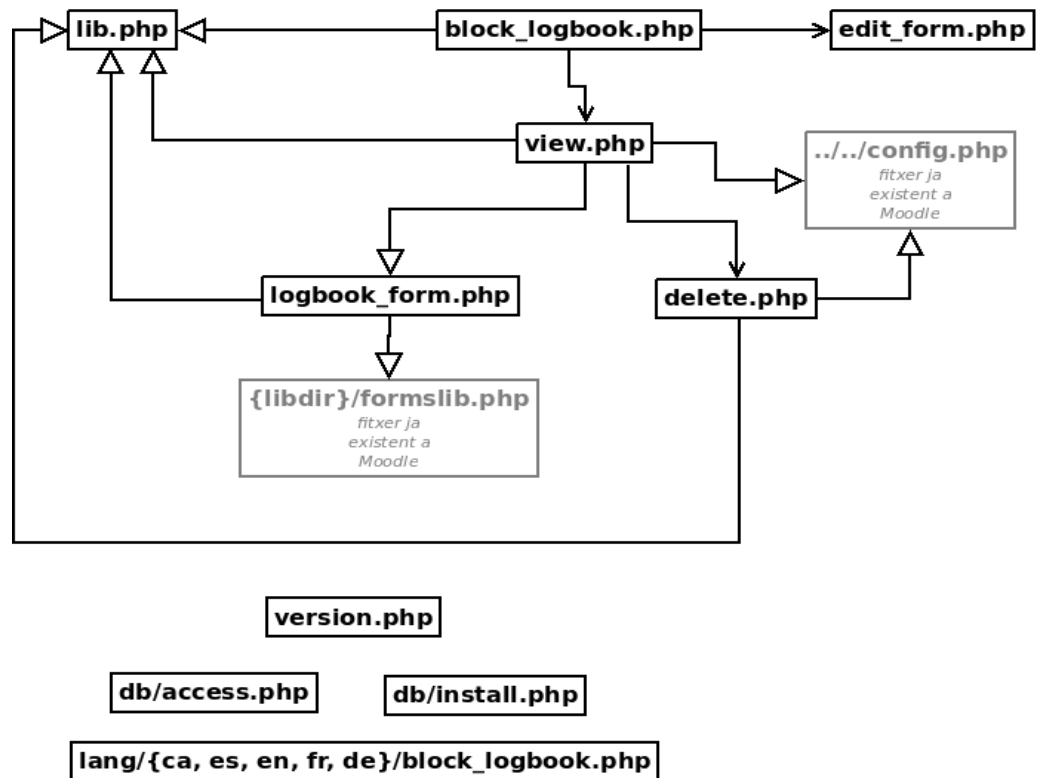 lib.php
block_logbook.php
edit_form.php
view.php
../../config.php
fitxer ja
existent a
Moodle
logbook_form.php
delete.php
{libdir}/formslib.php
fitxer ja
existent a
Moodle
version.php
db/access.php
db/install.php
lang/{ca, es, en, fr, de}/block_logbook.php